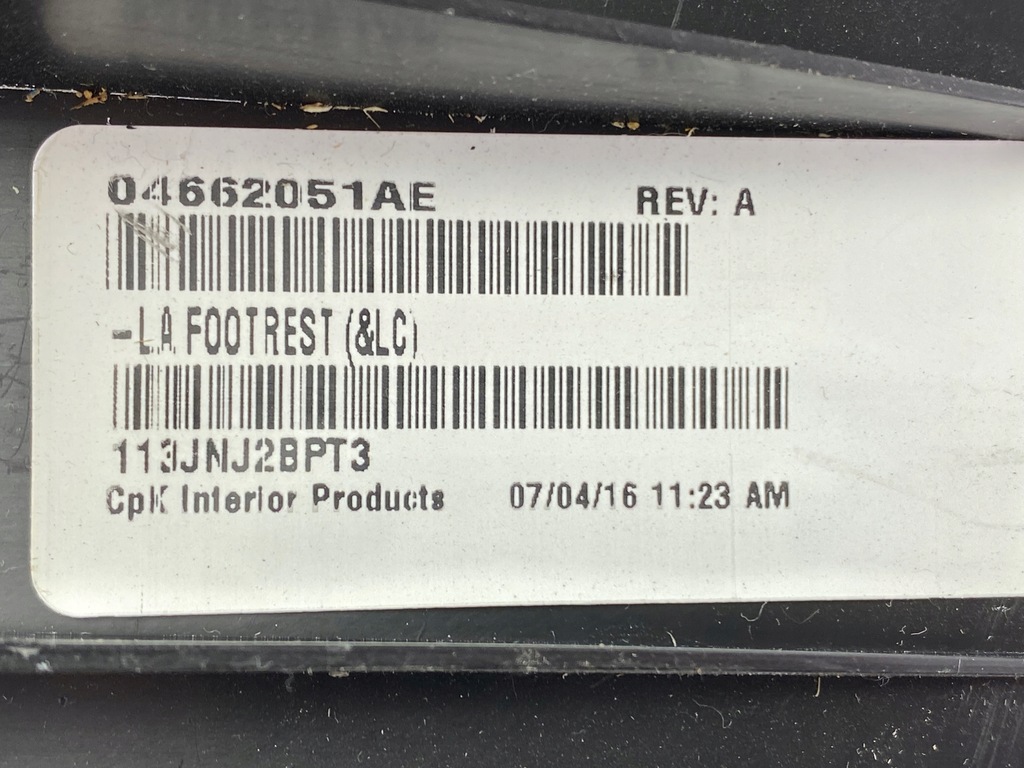 04662051AE REV: A
-LA FOOTREST (&LC)
113JNJ2BPT3
CpK Interior Products 07/04/16 11:23 AM